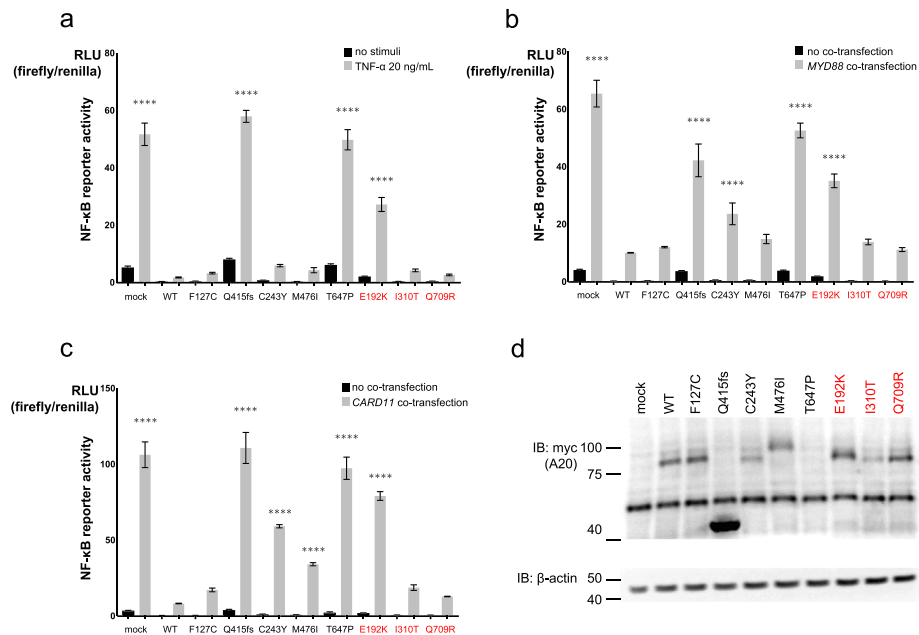 a
RLU
(firefly/renilla)
no stimuli
TNF-α 20 ng/mL
NF-κB reporter activity
80
60
40
20
0
****
****
****
****
mock WT F127C Q415fs C243Y M476I T647P E192K I310T Q709R
b
RLU
(firefly/renilla)
no co-transfection
MYD88 co-transfection
NF-κB reporter activity
80
60
40
20
0
****
****
****
****
****
mock WT F127C Q415fs C243Y M476I T647P E192K I310T Q709R
c
RLU
(firefly/renilla)
no co-transfection
CARD11 co-transfection
NF-κB reporter activity
150
100
50
0
****
****
****
****
****
****
mock WT F127C Q415fs C243Y M476I T647P E192K I310T Q709R
d
mock WT F127C Q415fs C243Y M476I T647P E192K I310T Q709R
IB: myc
(A20)
100
75
40
IB: β-actin
50
40